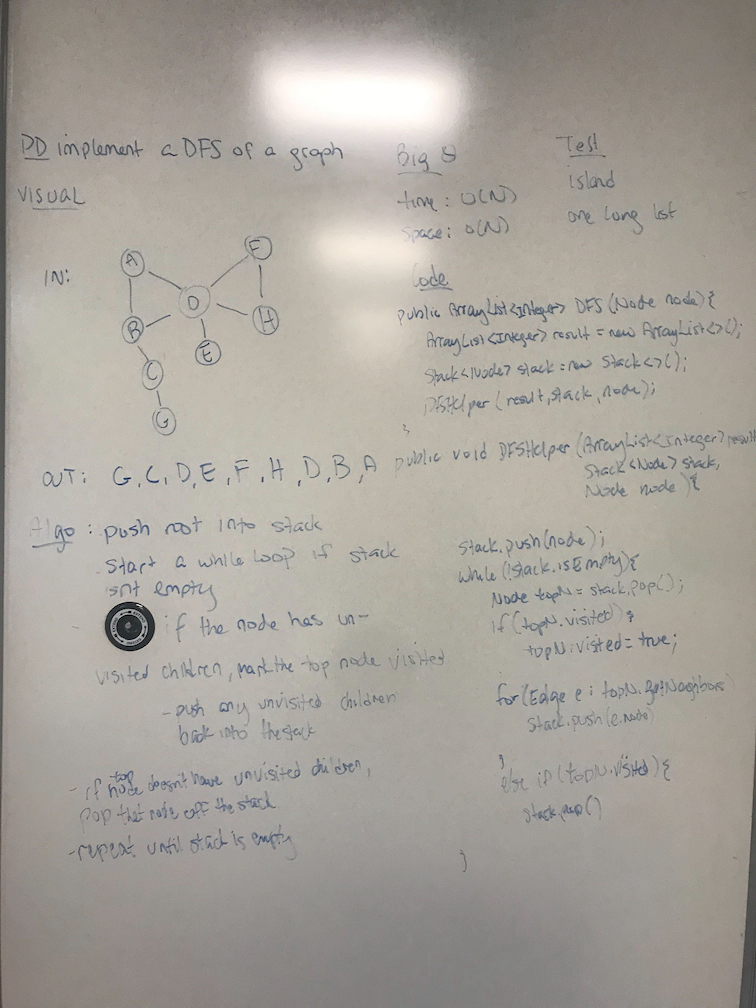 PD implement a DFS of a graph
VISUAL
IN:
A
F
D
B
H
E
C
G
OUT: G, C, D, E, F, H, D, B, A
Algo: push root into stack
- Start a while loop if stack
isnt empty
- if the node has un-
visited children, mark the top node visited
- push any unvisited children
back into the stack
- if top node doesn't have unvisited children,
pop that node off the stack
- repeat until stack is empty
Big O
time: O(N)
Space: O(N)
Test
island
one long list
Code
public ArrayList<Integer> DFS (Node node){
ArrayList<Integer> result = new ArrayList<>();
Stack<Node> stack = new Stack<>();
DFSHelper (result, stack, node);
}
public void DFSHelper (ArrayList<Integer> result
Stack<Node> stack,
Node node){
Stack.push(node);
while (!stack.isEmpty){
Node topN = stack.pop();
if (topN.visited)
topN.visited = true;
for (Edge e : topN.getNeighbors)
Stack.push(e.node)
}
else if (topN.visited){
stack.pop()
}